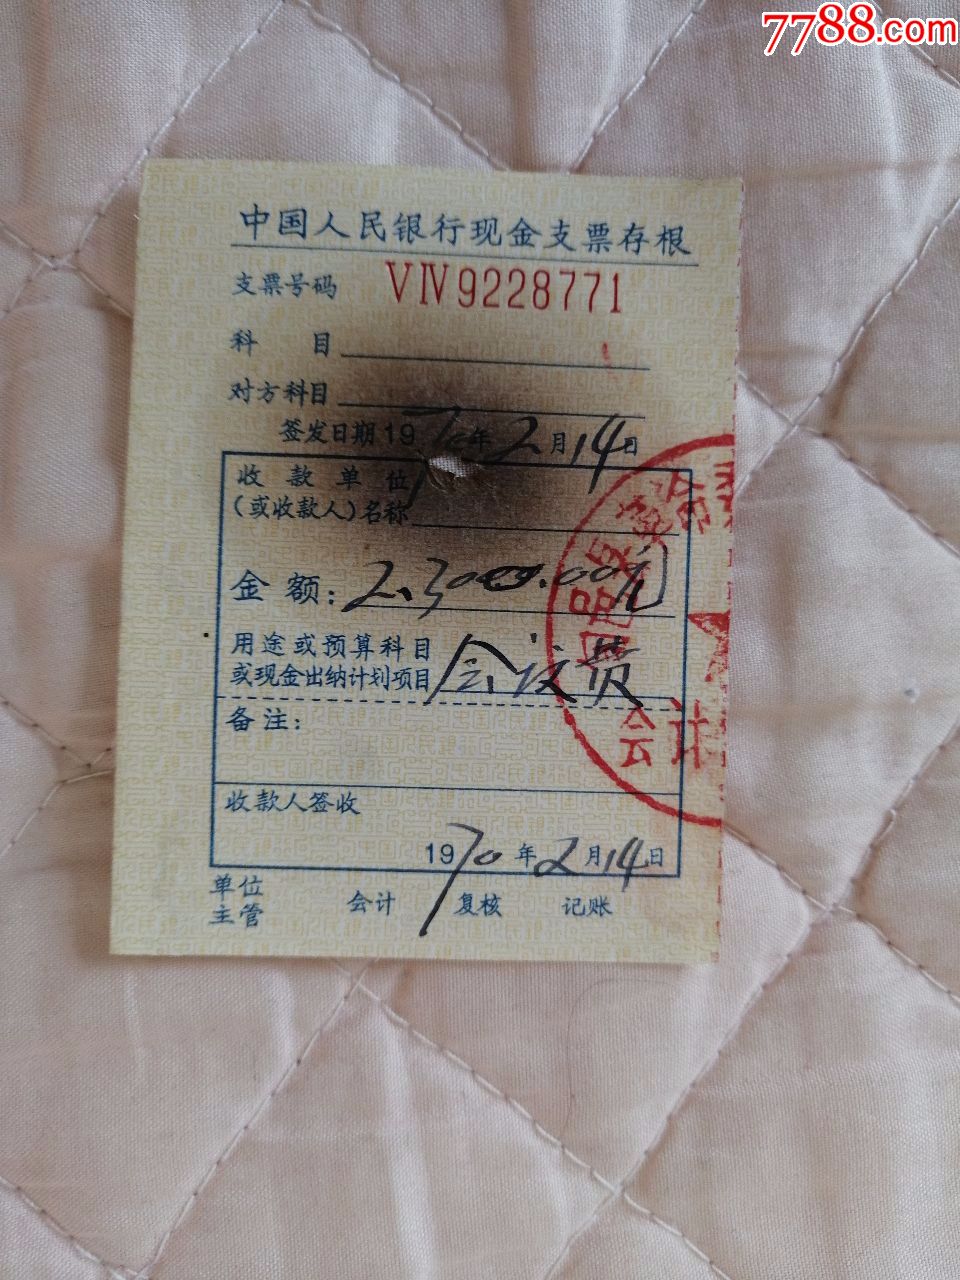 7788.com
中国人民银行现金支票存根
支票号码 VIV9228771
科 目
对方科目
签发日期1970年2月14日
收款单位
(或收款人)名称
金额: 2,3000.00元
用途或预算科目
或现金出纳计划项目 会议费
备注:
收款人签收
1970年2月14日
单位
主管 会计 复核 记账
品
会计